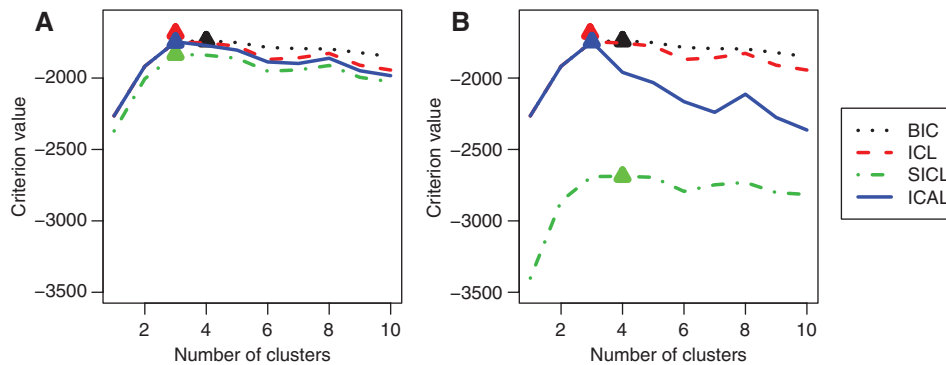 A
B
Criterion value
−2000
−2500
−3000
−3500
2
4
6
8
10
Number of clusters
Criterion value
−2000
−2500
−3000
−3500
2
4
6
8
10
Number of clusters
BIC
ICL
SICL
ICAL